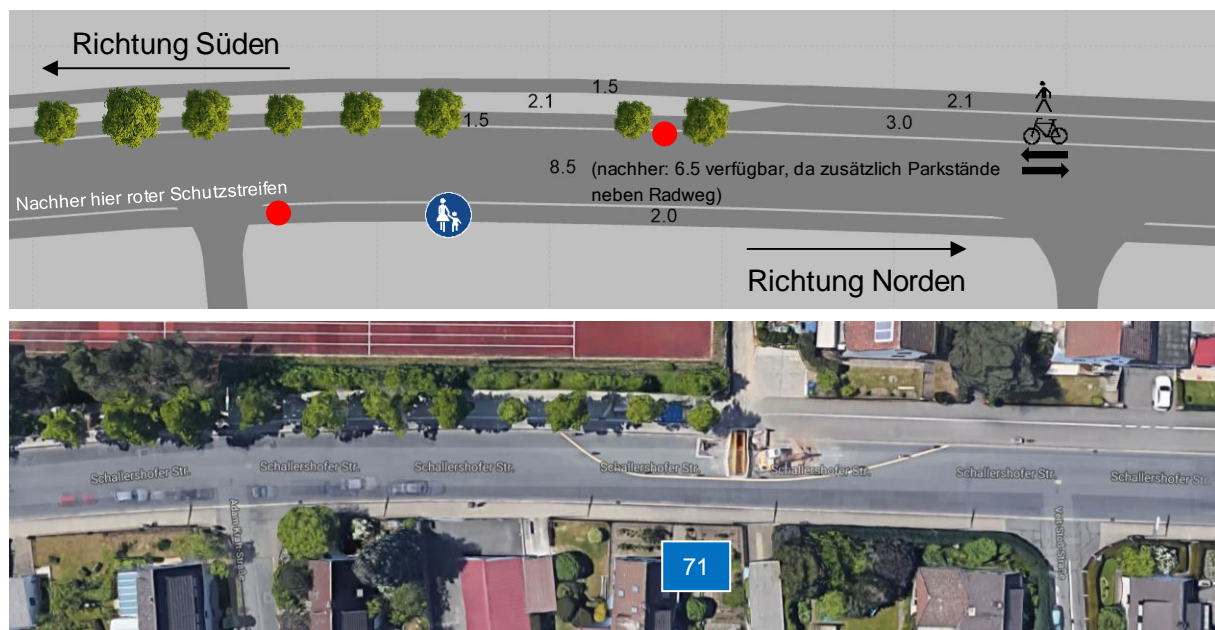 Richtung Süden
1.5
2.1
2.1
1.5
3.0
8.5 (nachher: 6.5 verfügbar, da zusätzlich Parkstände
neben Radweg)
Nachher hier roter Schutzstreifen
2.0
Richtung Norden
Schallershofer Str.
Schallershofer Str.
Schallershofer Str.
Schallershofer Str.
Schallershofer Str.
Schallershofer Str.
Schallershofer Str.
71